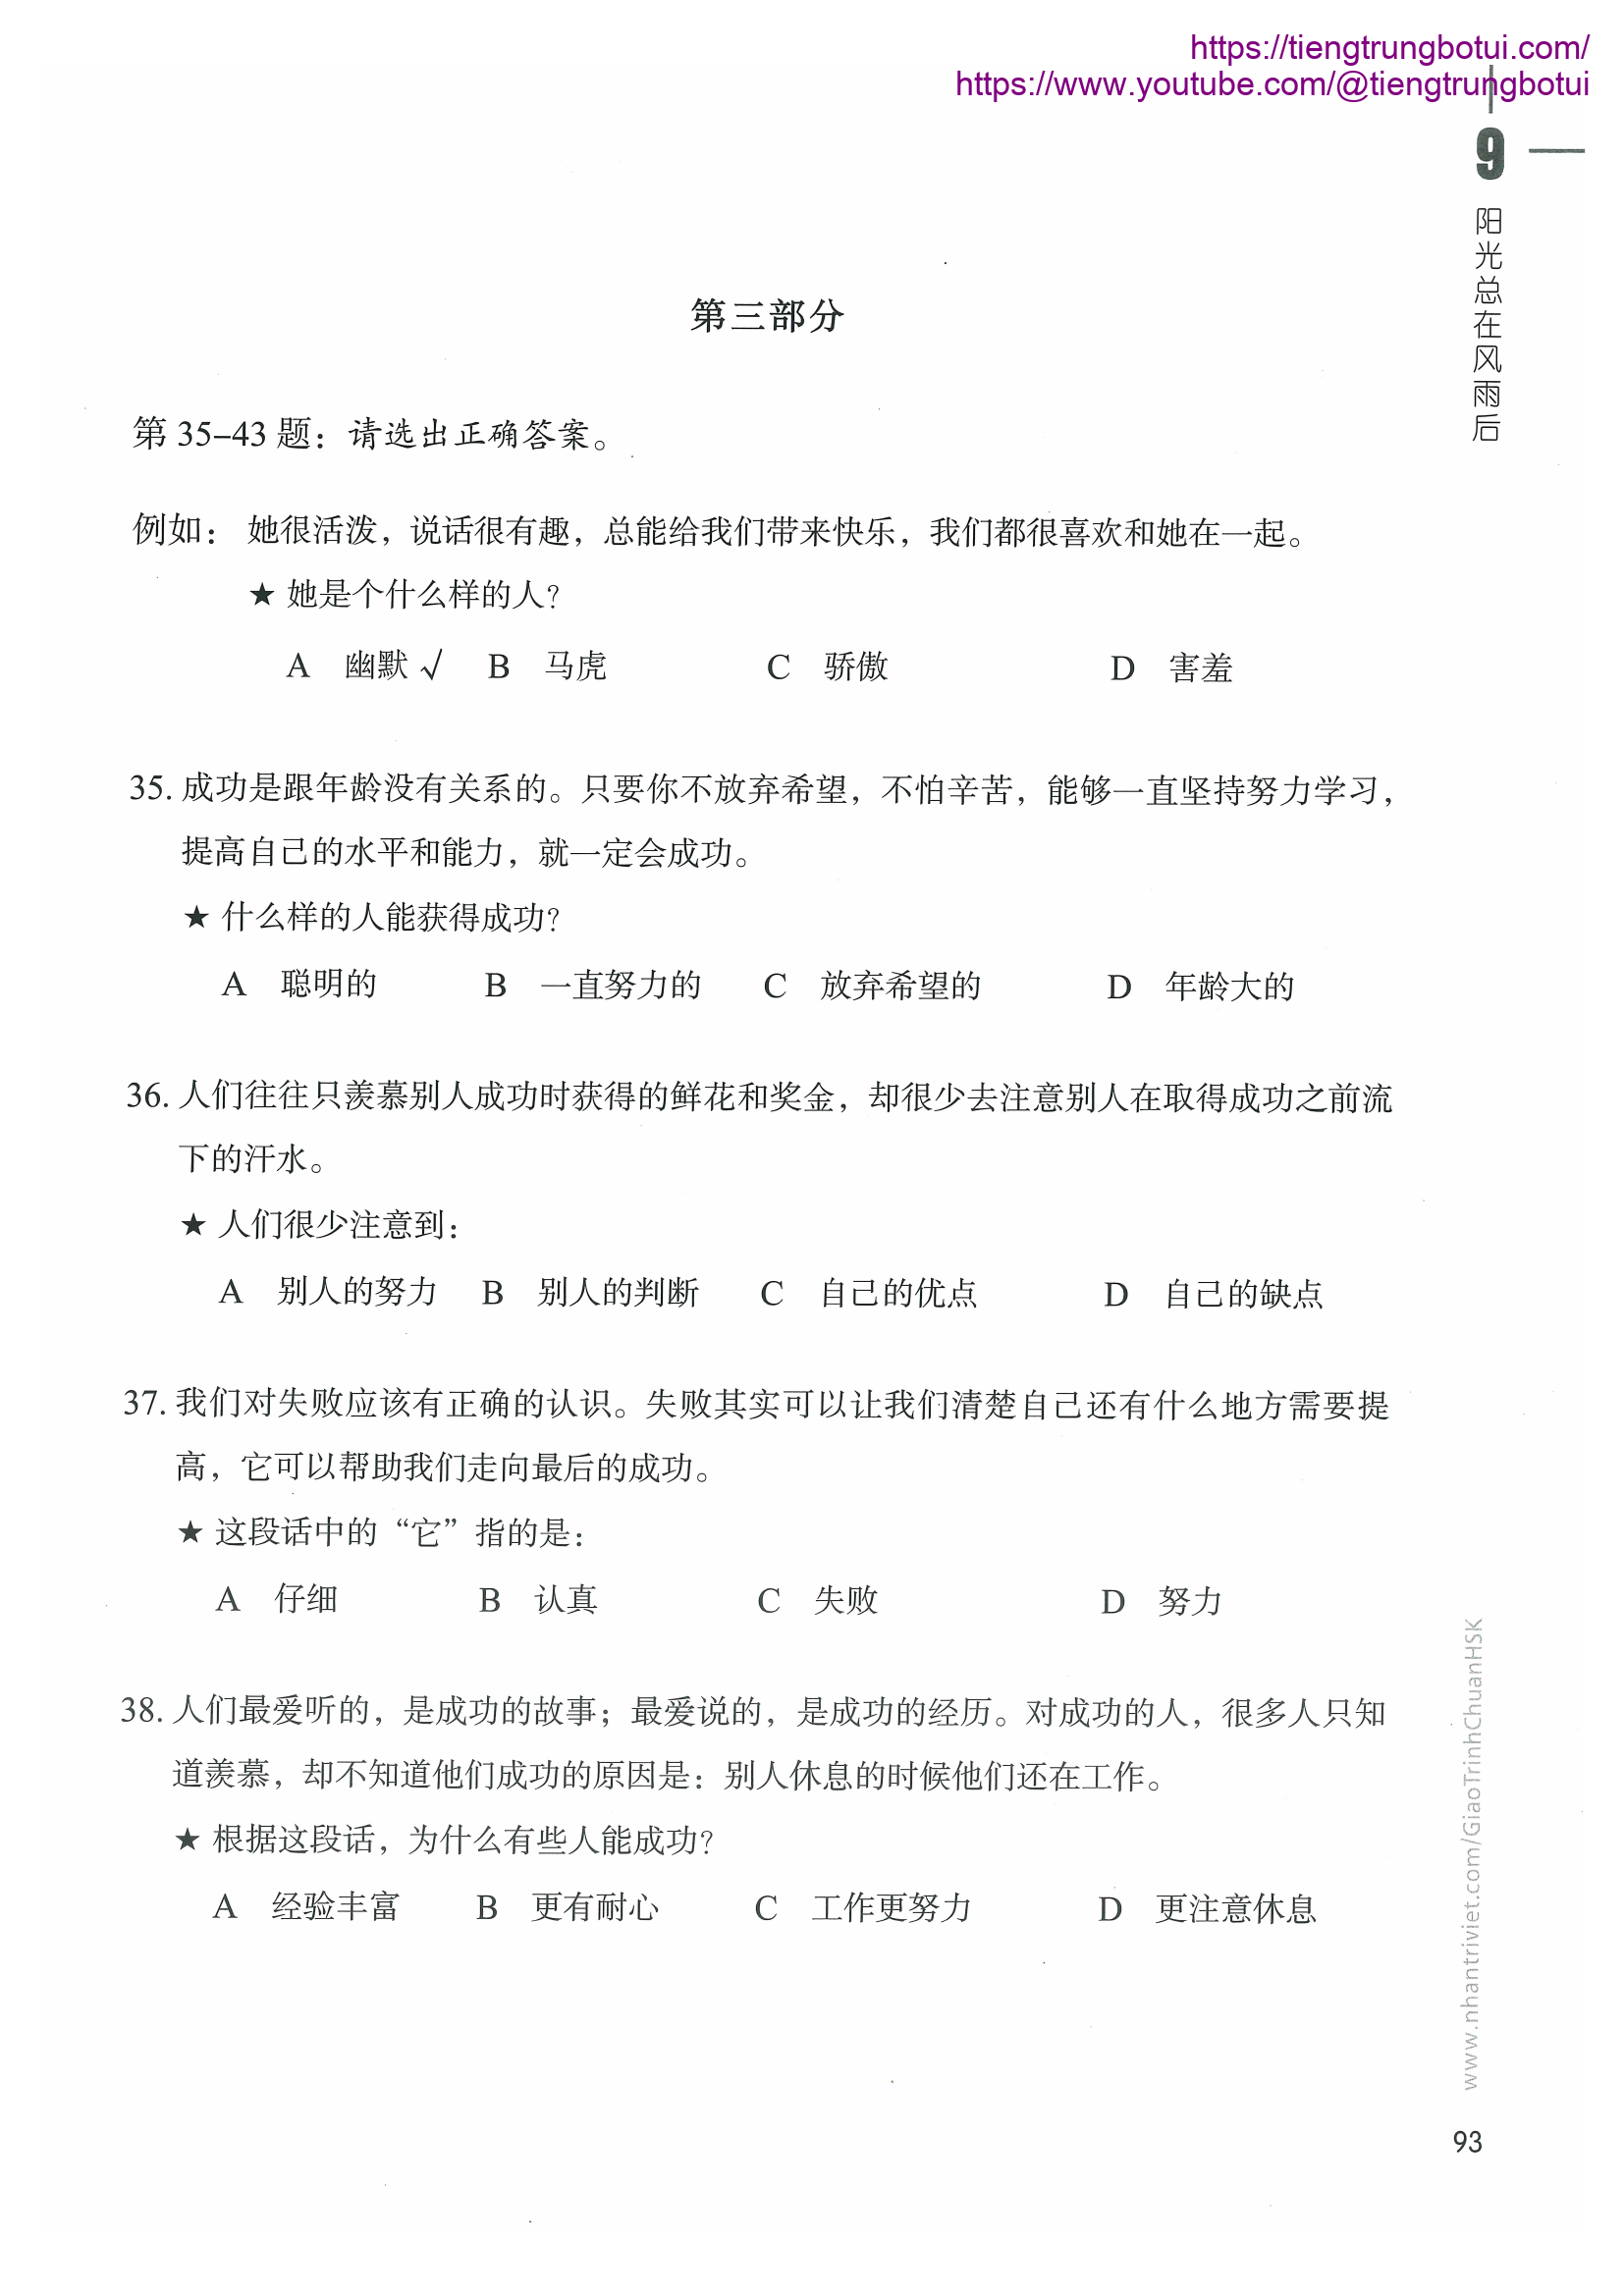 https://tiengtrungbotui.com/
https://www.youtube.com/@tiengtrungbotui
9
阳光总在风雨后
第三部分
第 35–43 题：请选出正确答案。
例如： 她很活泼，说话很有趣，总能给我们带来快乐，我们都很喜欢和她在一起。
★ 她是个什么样的人？
A 幽默 √ B 马虎 C 骄傲 D 害羞
35. 成功是跟年龄没有关系的。只要你不放弃希望，不怕辛苦，能够一直坚持努力学习，
提高自己的水平和能力，就一定会成功。
★ 什么样的人能获得成功？
A 聪明的 B 一直努力的 C 放弃希望的 D 年龄大的
36. 人们往往只羡慕别人成功时获得的鲜花和奖金，却很少去注意别人在取得成功之前流
下的汗水。
★ 人们很少注意到：
A 别人的努力 B 别人的判断 C 自己的优点 D 自己的缺点
37. 我们对失败应该有正确的认识。失败其实可以让我们清楚自己还有什么地方需要提
高，它可以帮助我们走向最后的成功。
★ 这段话中的“它”指的是：
A 仔细 B 认真 C 失败 D 努力
38. 人们最爱听的，是成功的故事；最爱说的，是成功的经历。对成功的人，很多人只知
道羡慕，却不知道他们成功的原因是：别人休息的时候他们还在工作。
★ 根据这段话，为什么有些人能成功？
A 经验丰富 B 更有耐心 C 工作更努力 D 更注意休息
www.nhantriviet.com/GiaoTrinhChuanHSK
93